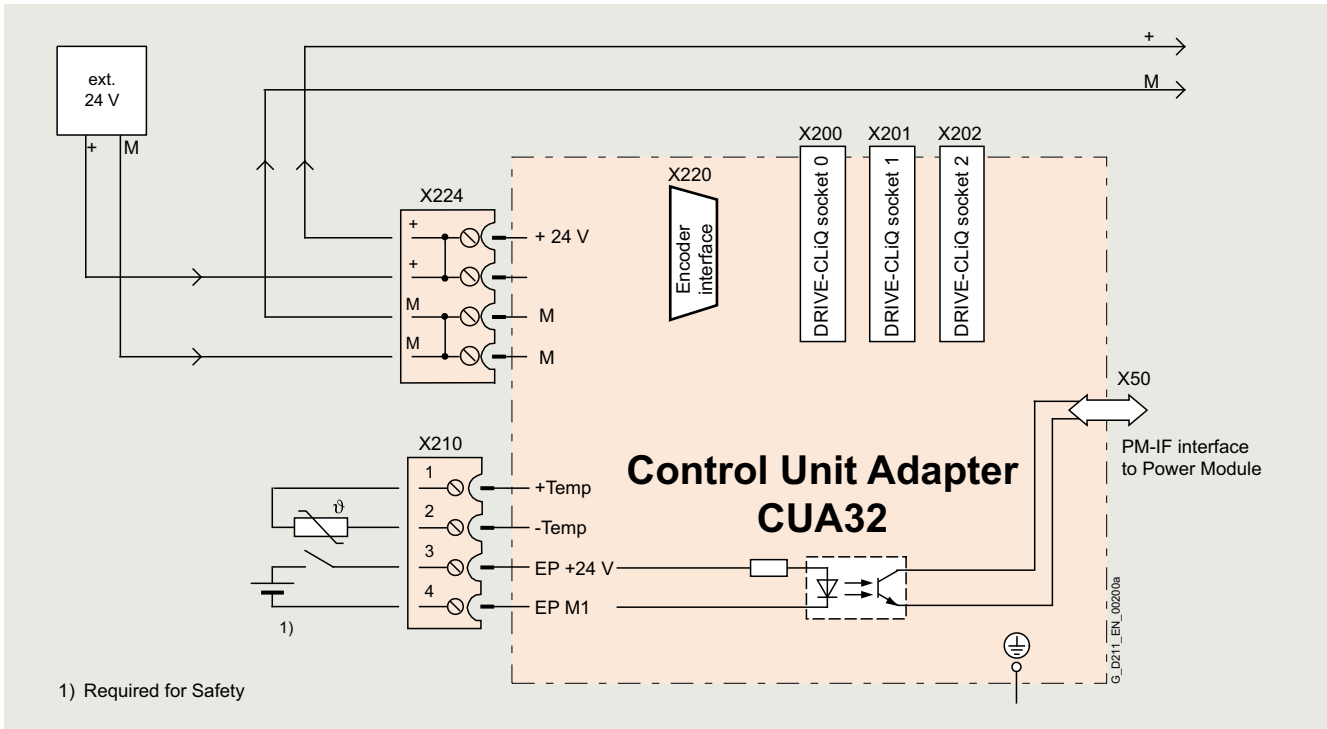 +
M
ext.
24 V
+ M
X200 X201 X202
DRIVE-CLiQ socket 0
DRIVE-CLiQ socket 1
DRIVE-CLiQ socket 2
X220
Encoder
interface
X224
+
+
M
M
+ 24 V
M
M
X50
PM-IF interface
to Power Module
Control Unit Adapter
CUA32
X210
1
2
3
4
ϑ
+Temp
-Temp
EP +24 V
EP M1
1)
G_D211_EN_00200a
1) Required for Safety